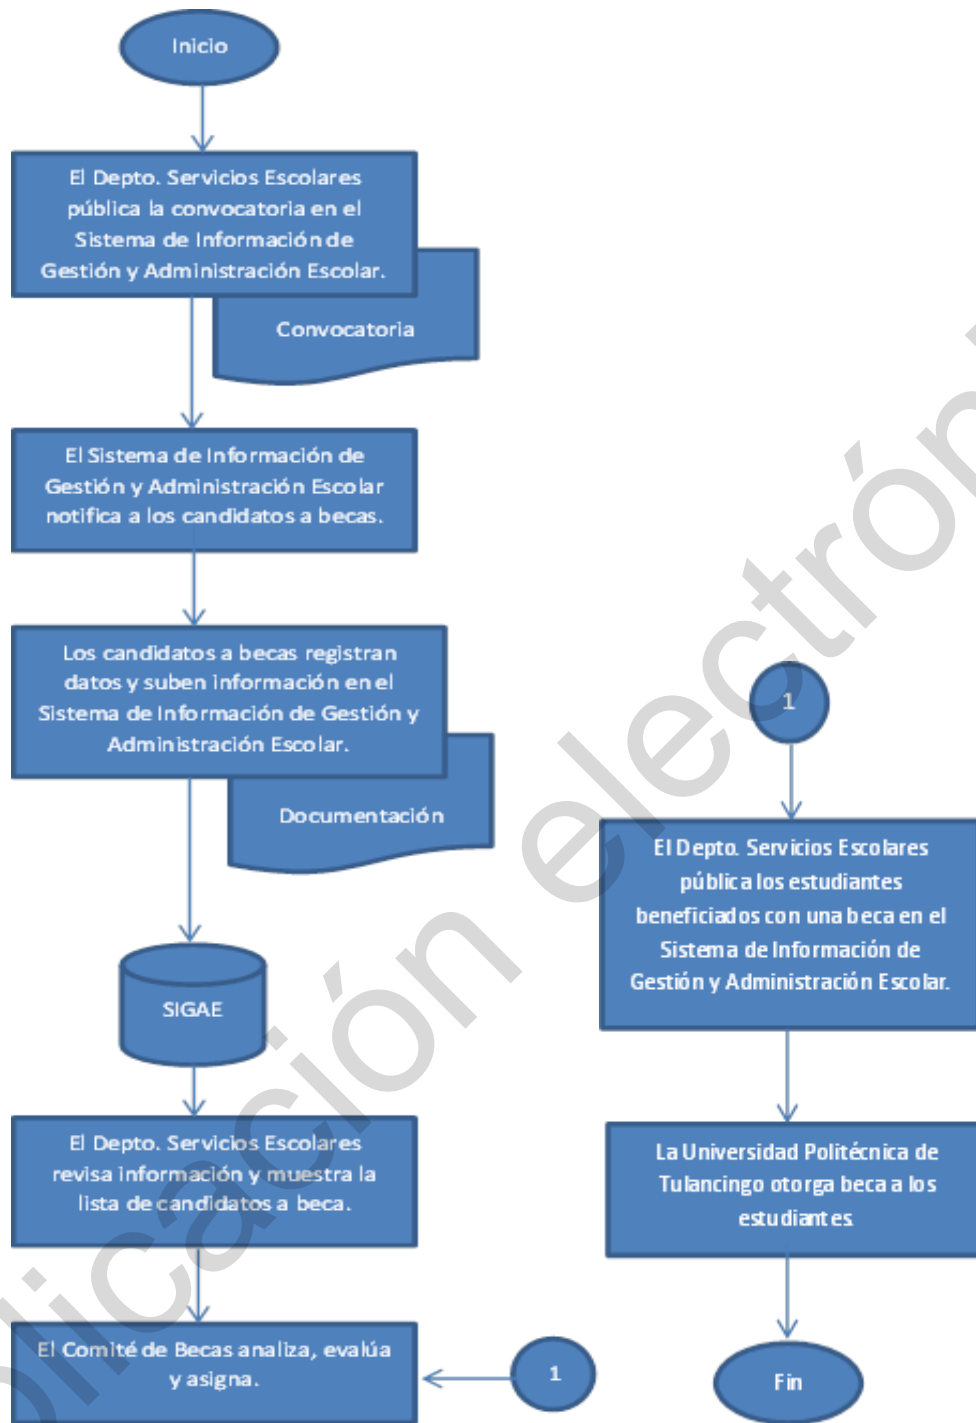 Inicio
El Depto. Servicios Escolares
pública la convocatoria en el
Sistema de Información de
Gestión y Administración Escolar.
Convocatoria
El Sistema de Información de
Gestión y Administración Escolar
notifica a los candidatos a becas.
Los candidatos a becas registran
datos y suben información en el
Sistema de Información de Gestión y
Administración Escolar.
Documentación
SIGAE
El Depto. Servicios Escolares
revisa información y muestra la
lista de candidatos a beca.
El Comité de Becas analiza, evalúa
y asigna.
1
1
El Depto. Servicios Escolares
pública los estudiantes
beneficiados con una beca en el
Sistema de Información de
Gestión y Administración Escolar.
La Universidad Politécnica de
Tulancingo otorga beca a los
estudiantes.
Fin